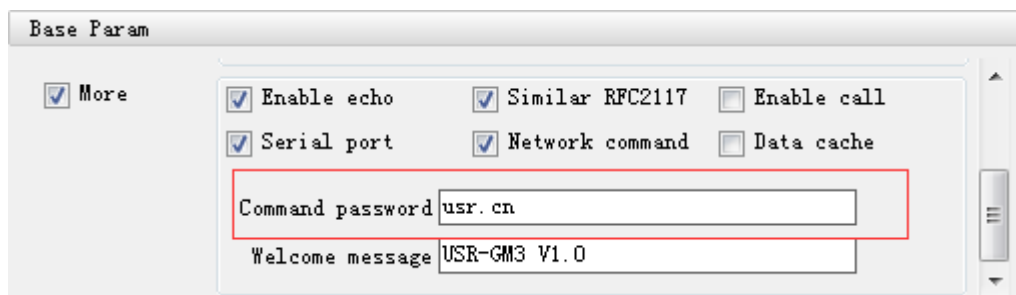 Base Param
More
Enable echo Similar RFC2117 Enable call
Serial port Network command Data cache
Command password usr.cn
Welcome message USR-GM3 V1.0